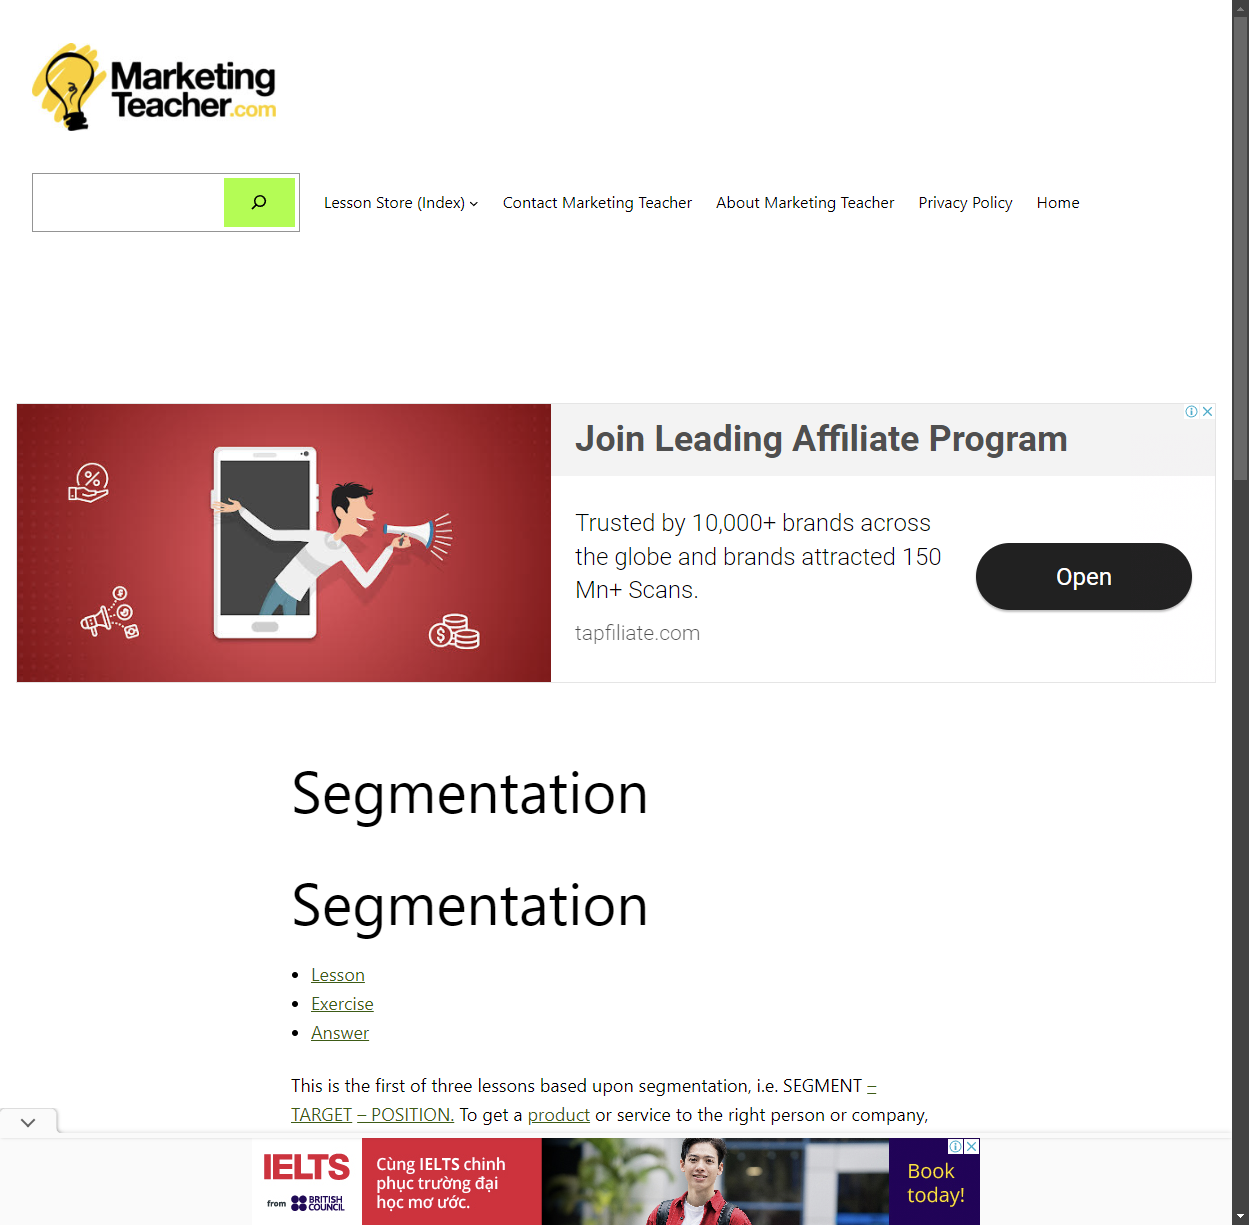 Marketing
Teacher.com
Lesson Store (Index)
Contact Marketing Teacher
About Marketing Teacher
Privacy Policy
Home
Join Leading Affiliate Program
Trusted by 10,000+ brands across
the globe and brands attracted 150
Mn+ Scans.
tapfiliate.com
Open
Segmentation
Segmentation
• Lesson
• Exercise
• Answer
This is the first of three lessons based upon segmentation, i.e. SEGMENT –
TARGET – POSITION. To get a product or service to the right person or company,
IELTS
from BRITISH COUNCIL
Cùng IELTS chinh
phục trường đại
học mơ ước.
Book
today!